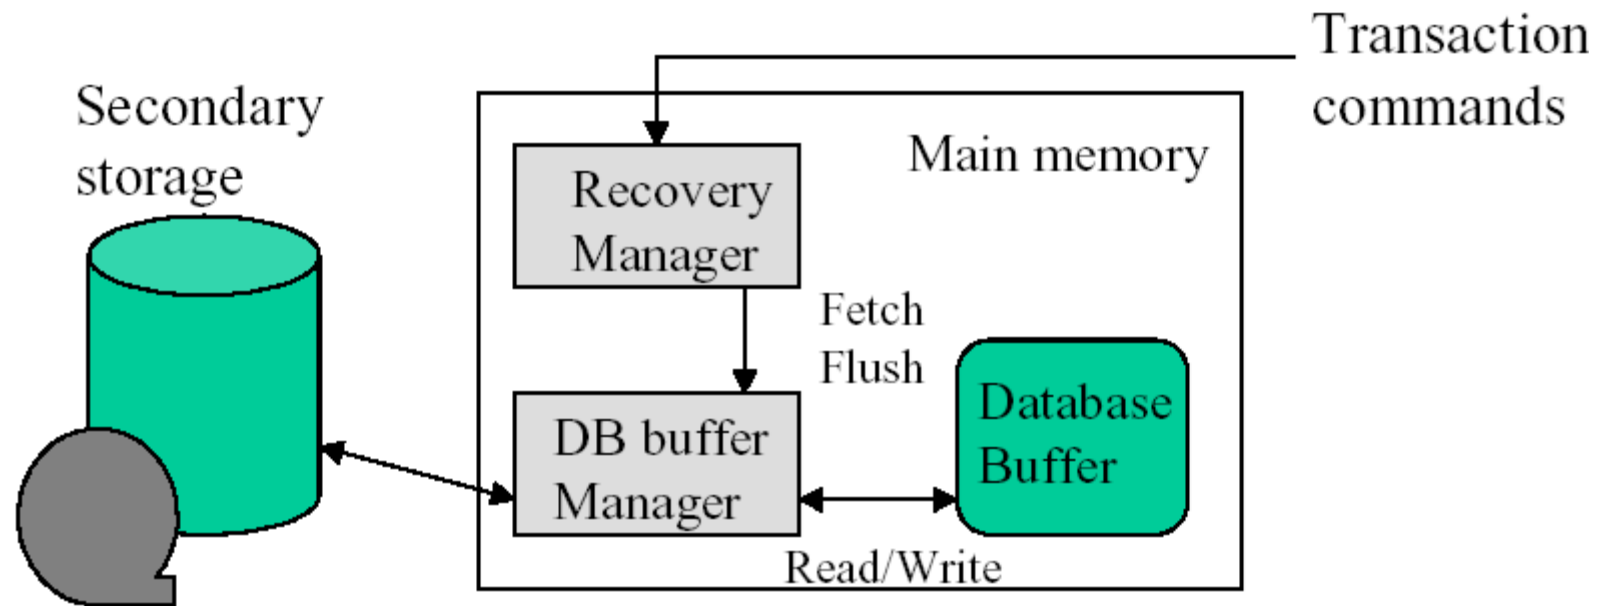 Transaction
commands
Secondary
storage
Main memory
Recovery
Manager
Fetch
Flush
Database
Buffer
DB buffer
Manager
Read/Write